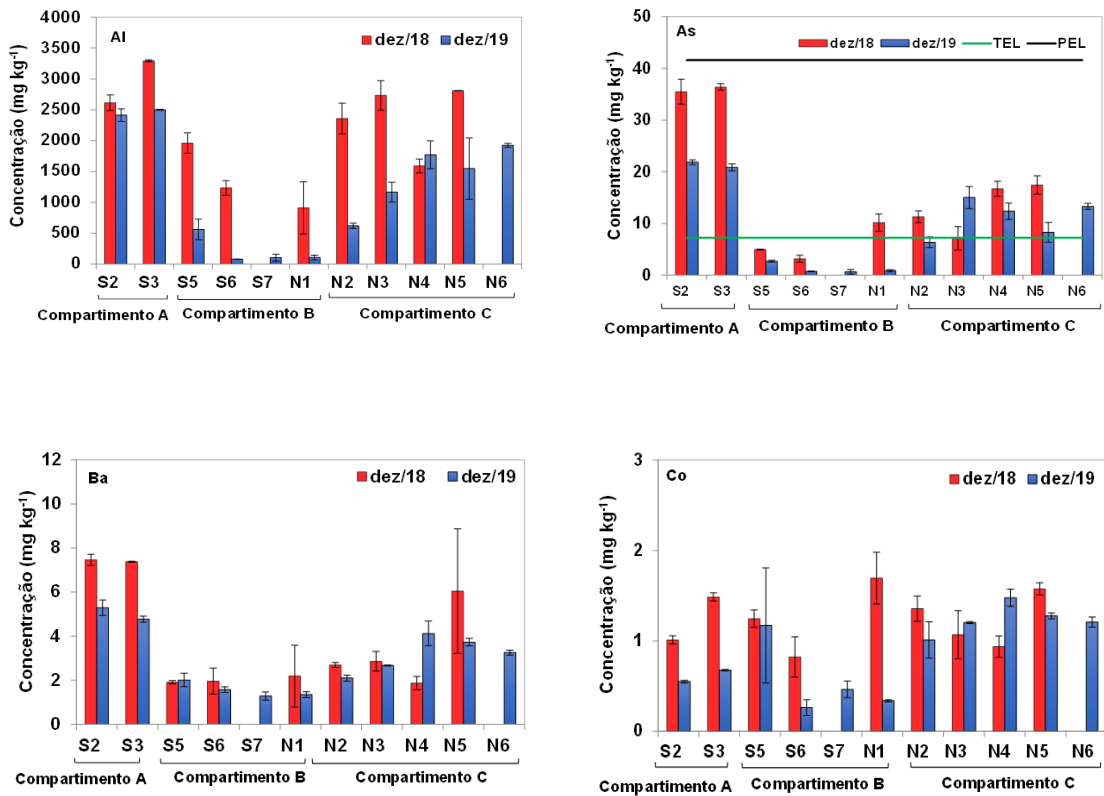 Al
dez/18 dez/19
Concentração (mg kg-1)
4000
3500
3000
2500
2000
1500
1000
500
0
S2 S3 S5 S6 S7 N1 N2 N3 N4 N5 N6
Compartimento A Compartimento B Compartimento C
As
dez/18 dez/19 TEL PEL
Concentração (mg kg-1)
50
40
30
20
10
0
S2 S3 S5 S6 S7 N1 N2 N3 N4 N5 N6
Compartimento A Compartimento B Compartimento C
Ba
dez/18 dez/19
Concentração (mg kg-1)
12
10
8
6
4
2
0
S2 S3 S5 S6 S7 N1 N2 N3 N4 N5 N6
Compartimento A Compartimento B Compartimento C
Co
dez/18 dez/19
Concentração (mg kg-1)
3
2
1
0
S2 S3 S5 S6 S7 N1 N2 N3 N4 N5 N6
Compartimento A Compartimento B Compartimento C